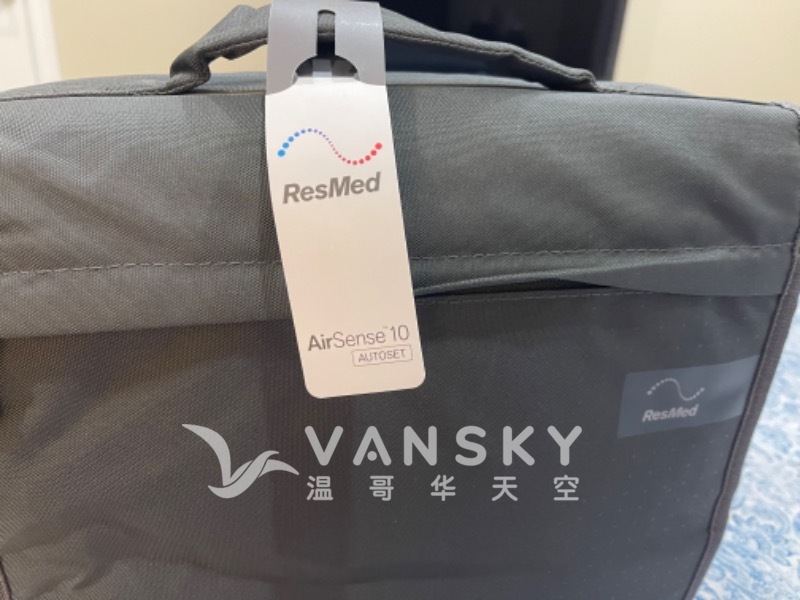 ResMed
AirSense™10
AUTOSET
ResMed
VANSKY
温哥华天空